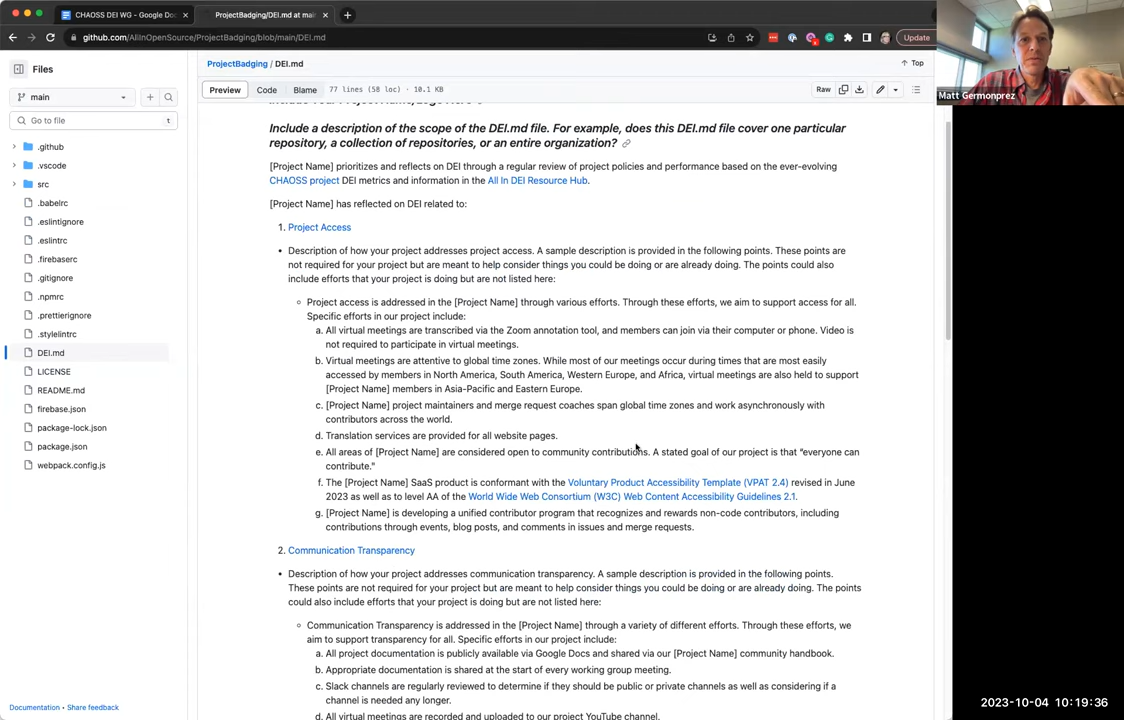 CHAOSS DEI WG - Google Doc
ProjectBadging/DEI.md at mai
github.com/AllInOpenSource/ProjectBadging/blob/main/DEI.md
Update
Matt Germonprez
Files
ProjectBadging / DEI.md
Top
main
Preview
Code
Blame
77 lines (58 loc) · 10.1 KB
Raw
Go to file
t
.github
.vscode
src
.babelrc
.eslintignore
.eslintrc
.firebaserc
.gitignore
.npmrc
.prettierignore
.stylelintrc
DEI.md
LICENSE
README.md
firebase.json
package-lock.json
package.json
webpack.config.js
Documentation • Share feedback
Include a description of the scope of the DEI.md file. For example, does this DEI.md file cover one particular
repository, a collection of repositories, or an entire organization?
[Project Name] prioritizes and reflects on DEI through a regular review of project policies and performance based on the ever-evolving
CHAOSS project DEI metrics and information in the All In DEI Resource Hub.
[Project Name] has reflected on DEI related to:
1. Project Access
• Description of how your project addresses project access. A sample description is provided in the following points. These points are
not required for your project but are meant to help consider things you could be doing or are already doing. The points could also
include efforts that your project is doing but are not listed here:
○ Project access is addressed in the [Project Name] through various efforts. Through these efforts, we aim to support access for all.
Specific efforts in our project include:
a. All virtual meetings are transcribed via the Zoom annotation tool, and members can join via their computer or phone. Video is
not required to participate in virtual meetings.
b. Virtual meetings are attentive to global time zones. While most of our meetings occur during times that are most easily
accessed by members in North America, South America, Western Europe, and Africa, virtual meetings are also held to support
[Project Name] members in Asia-Pacific and Eastern Europe.
c. [Project Name] project maintainers and merge request coaches span global time zones and work asynchronously with
contributors across the world.
d. Translation services are provided for all website pages.
e. All areas of [Project Name] are considered open to community contributions. A stated goal of our project is that "everyone can
contribute."
f. The [Project Name] SaaS product is conformant with the Voluntary Product Accessibility Template (VPAT 2.4) revised in June
2023 as well as to level AA of the World Wide Web Consortium (W3C) Web Content Accessibility Guidelines 2.1.
g. [Project Name] is developing a unified contributor program that recognizes and rewards non-code contributors, including
contributions through events, blog posts, and comments in issues and merge requests.
2. Communication Transparency
• Description of how your project addresses communication transparency. A sample description is provided in the following points.
These points are not required for your project but are meant to help consider things you could be doing or are already doing. The points
could also include efforts that your project is doing but are not listed here:
○ Communication Transparency is addressed in the [Project Name] through a variety of different efforts. Through these efforts, we
aim to support transparency for all. Specific efforts in our project include:
a. All project documentation is publicly available via Google Docs and shared via our [Project Name] community handbook.
b. Appropriate documentation is shared at the start of every working group meeting.
c. Slack channels are regularly reviewed to determine if they should be public or private channels as well as considering if a
channel is needed any longer.
d. All virtual meetings are recorded and uploaded to our project YouTube channel.
2023-10-04 10:19:36